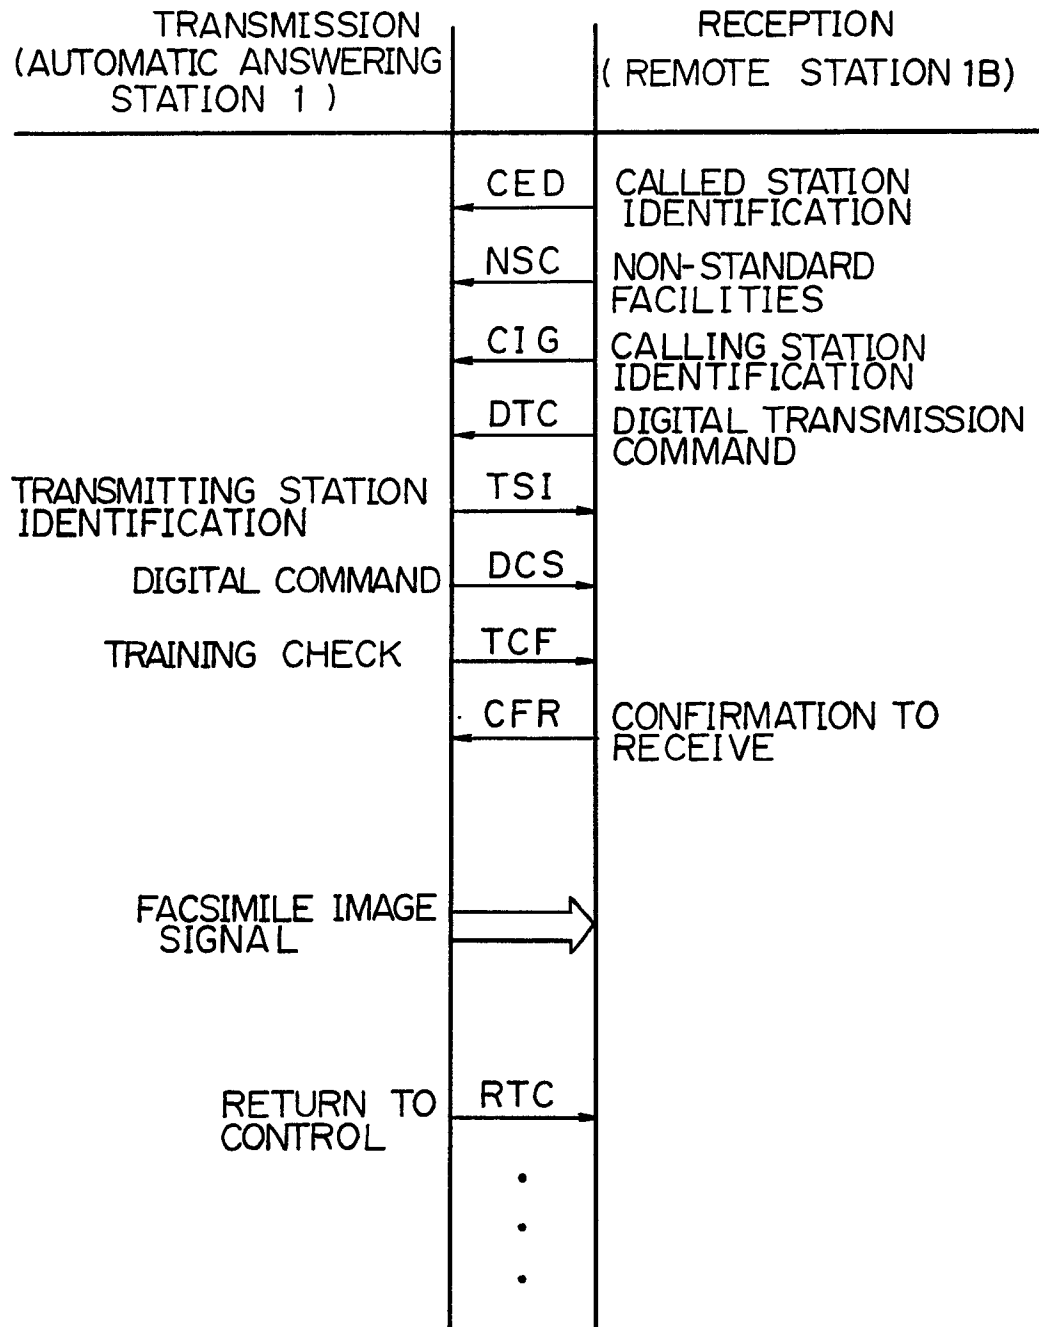 TRANSMISSION
(AUTOMATIC ANSWERING
STATION 1)
RECEPTION
(REMOTE STATION 1B)
CED
CALLED STATION
IDENTIFICATION
NSC
NON-STANDARD
FACILITIES
CIG
CALLING STATION
IDENTIFICATION
DTC
DIGITAL TRANSMISSION
COMMAND
TRANSMITTING STATION
IDENTIFICATION
TSI
DIGITAL COMMAND
DCS
TRAINING CHECK
TCF
CFR
CONFIRMATION TO
RECEIVE
FACSIMILE IMAGE
SIGNAL
RETURN TO
CONTROL
RTC